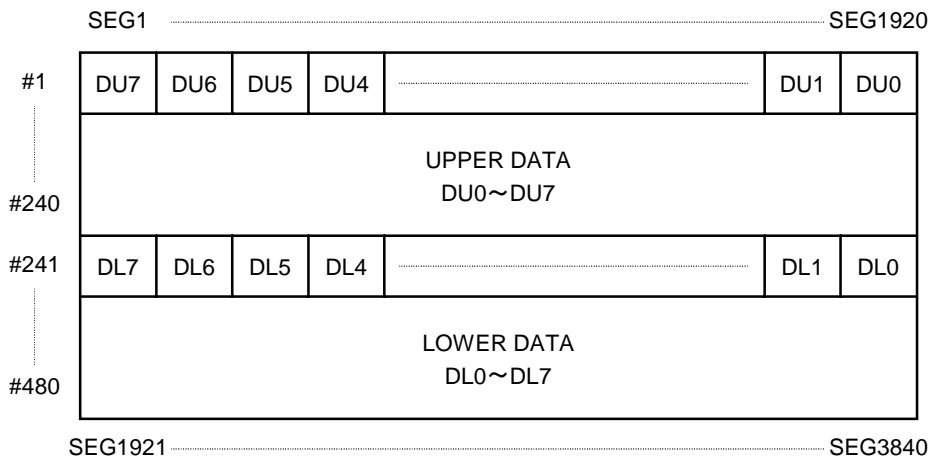 SEG1 SEG1920
#1 DU7 DU6 DU5 DU4 DU1 DU0
UPPER DATA
DU0～DU7
#240
#241 DL7 DL6 DL5 DL4 DL1 DL0
LOWER DATA
DL0～DL7
#480
SEG1921 SEG3840